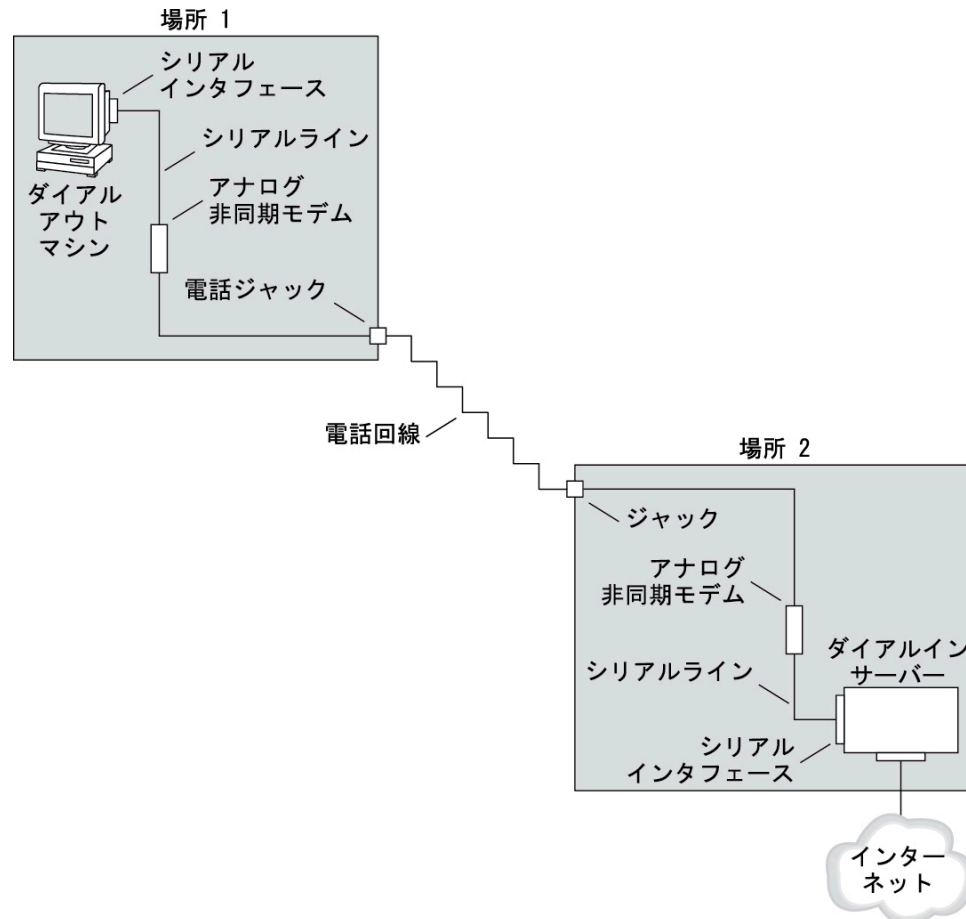 場所 1
シリアル
インタフェース
シリアルライン
ダイアル
アウト
マシン
アナログ
非同期モデム
電話ジャック
電話回線
場所 2
ジャック
アナログ
非同期モデム
ダイアルイン
サーバー
シリアルライン
シリアル
インタフェース
インター
ネット